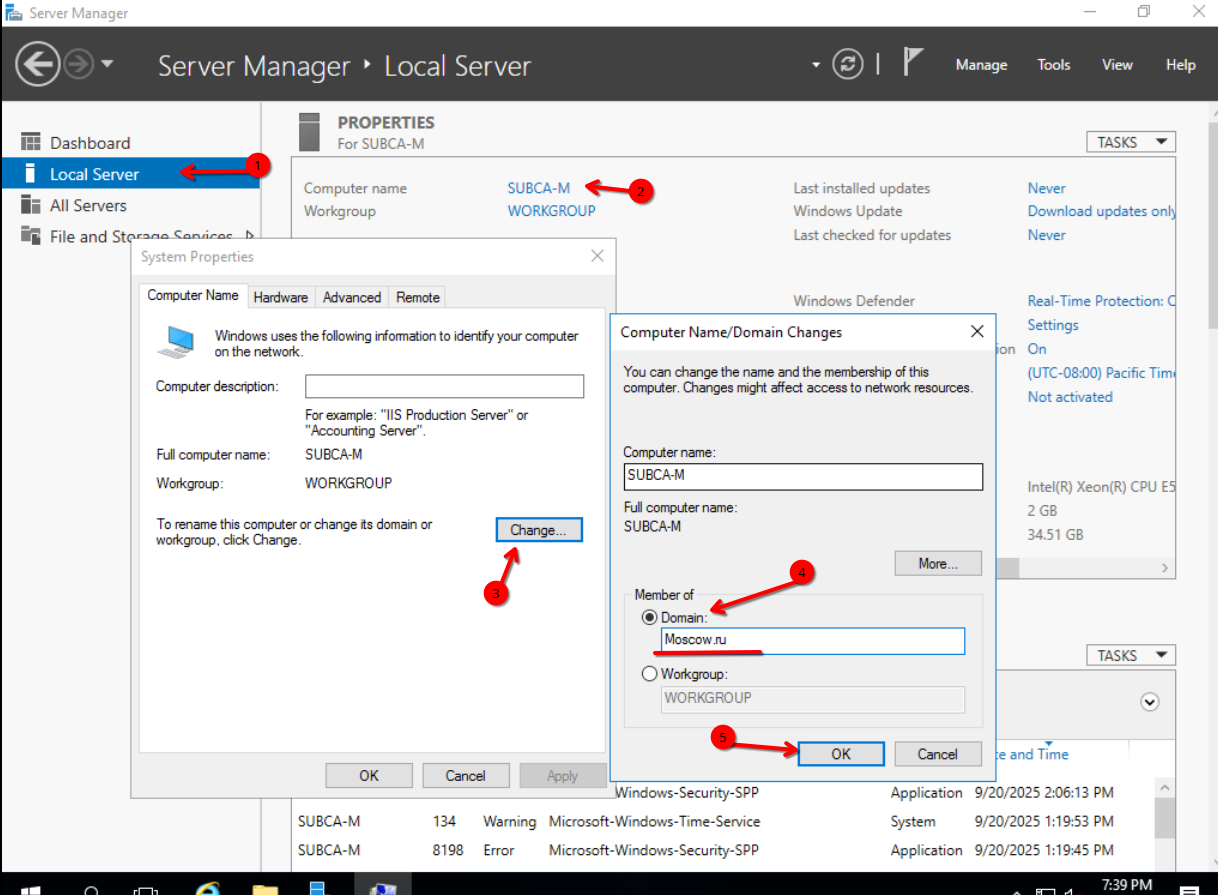 Server Manager
Server Manager ‣ Local Server
Manage Tools View Help
Dashboard
Local Server
All Servers
File and Storage Services
1
PROPERTIES
For SUBCA-M
TASKS
Computer name SUBCA-M
2
Workgroup WORKGROUP
Last installed updates Never
Windows Update Download updates only
Last checked for updates Never
Windows Defender Real-Time Protection: 
Settings
On
(UTC-08:00) Pacific Time
Not activated
Intel(R) Xeon(R) CPU E5
2 GB
34.51 GB
System Properties
Computer Name Hardware Advanced Remote
Windows uses the following information to identify your computer
on the network.
Computer description:
For example: "IIS Production Server" or
"Accounting Server".
Full computer name: SUBCA-M
Workgroup: WORKGROUP
To rename this computer or change its domain or
workgroup, click Change.
Change...
3
OK Cancel Apply
Computer Name/Domain Changes
You can change the name and the membership of this
computer. Changes might affect access to network resources.
Computer name:
SUBCA-M
Full computer name:
SUBCA-M
More...
4
Member of
Domain:
Moscow.ru
Workgroup:
WORKGROUP
5
OK Cancel
TASKS
and Time
Windows-Security-SPP Application 9/20/2025 2:06:13 PM
SUBCA-M 134 Warning Microsoft-Windows-Time-Service System 9/20/2025 1:19:53 PM
SUBCA-M 8198 Error Microsoft-Windows-Security-SPP Application 9/20/2025 1:19:45 PM
7:39 PM